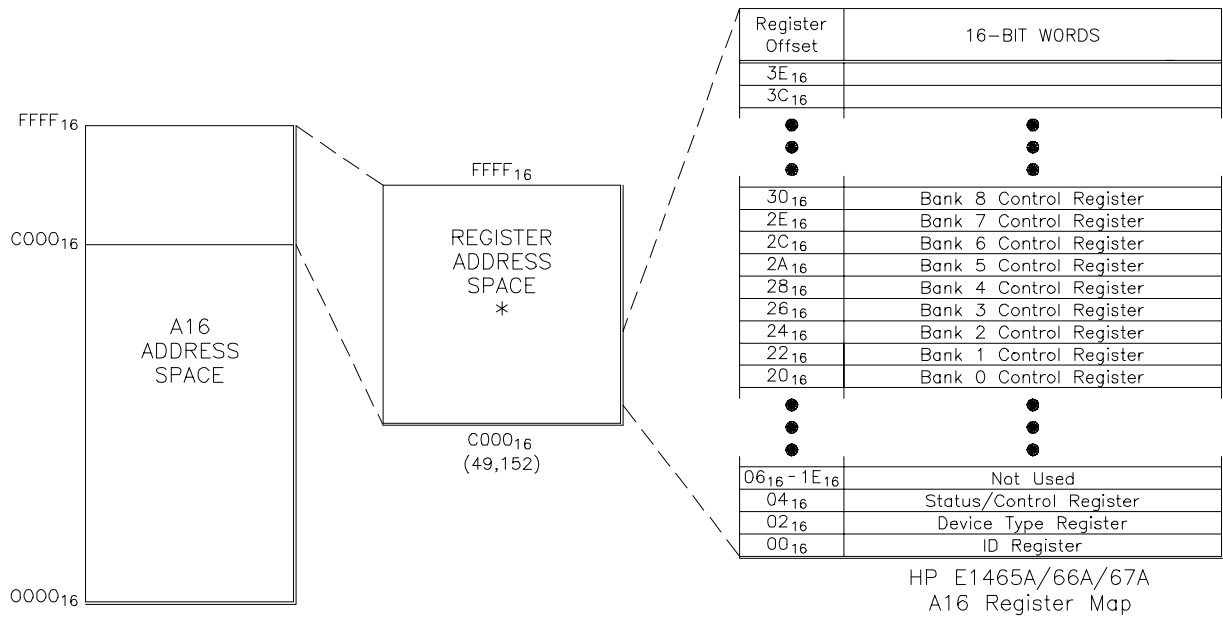 FFFF₁₆
C000₁₆
A16
ADDRESS
SPACE
0000₁₆
FFFF₁₆
REGISTER
ADDRESS
SPACE
*
C000₁₆
(49,152)
Register
Offset
16-BIT WORDS
3E₁₆
3C₁₆
30₁₆ Bank 8 Control Register
2E₁₆ Bank 7 Control Register
2C₁₆ Bank 6 Control Register
2A₁₆ Bank 5 Control Register
28₁₆ Bank 4 Control Register
26₁₆ Bank 3 Control Register
24₁₆ Bank 2 Control Register
22₁₆ Bank 1 Control Register
20₁₆ Bank 0 Control Register
06₁₆-1E₁₆ Not Used
04₁₆ Status/Control Register
02₁₆ Device Type Register
00₁₆ ID Register
HP E1465A/66A/67A
A16 Register Map